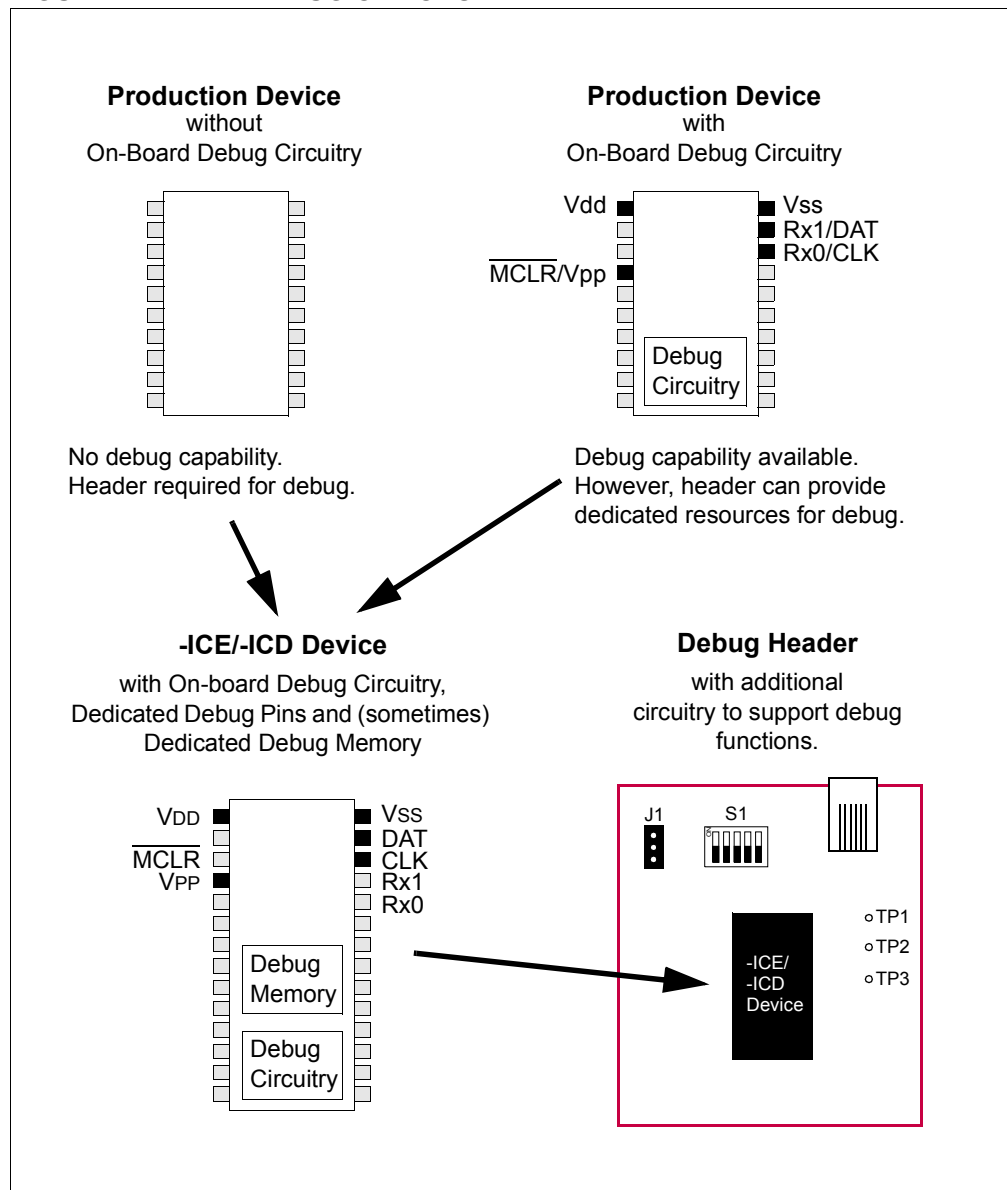 Production Device
without
On-Board Debug Circuitry
Production Device
with
On-Board Debug Circuitry
Vdd
MCLR/Vpp
Vss
Rx1/DAT
Rx0/CLK
Debug
Circuitry
No debug capability.
Header required for debug.
Debug capability available.
However, header can provide
dedicated resources for debug.
-ICE/-ICD Device
with On-board Debug Circuitry,
Dedicated Debug Pins and (sometimes)
Dedicated Debug Memory
VDD
MCLR
VPP
VSS
DAT
CLK
Rx1
Rx0
Debug
Memory
Debug
Circuitry
Debug Header
with additional
circuitry to support debug
functions.
J1
S1
TP1
TP2
TP3
-ICE/
-ICD
Device